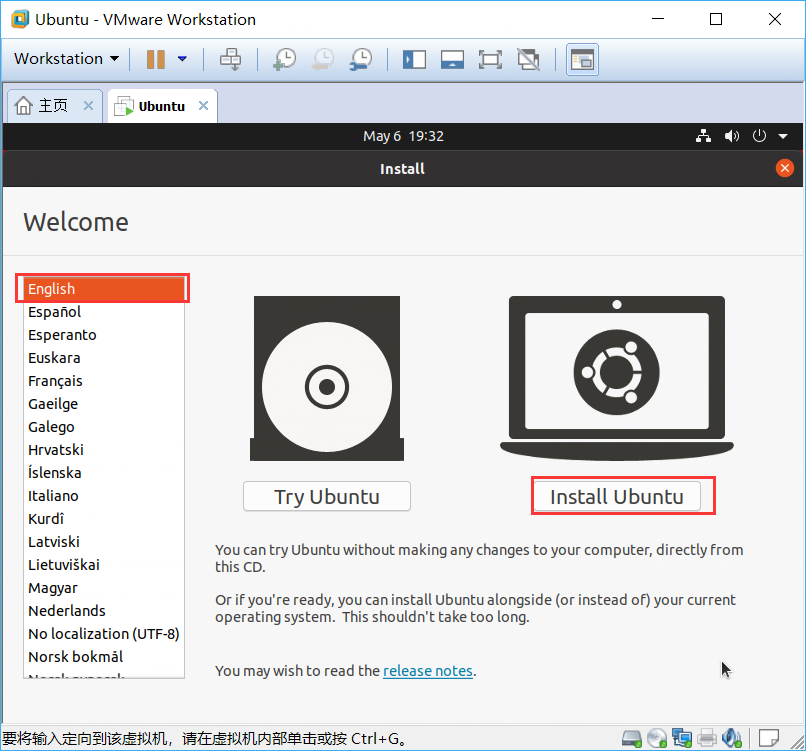 Ubuntu - VMware Workstation
Workstation
主页
Ubuntu
May 6 19:32
Install
Welcome
English
Español
Esperanto
Euskara
Français
Gaeilge
Galego
Hrvatski
Íslenska
Italiano
Kurdî
Latviski
Lietuviškai
Magyar
Nederlands
No localization (UTF-8)
Norsk bokmål
Try Ubuntu
Install Ubuntu
You can try Ubuntu without making any changes to your computer, directly from
this CD.
Or if you're ready, you can install Ubuntu alongside (or instead of) your current
operating system. This shouldn't take too long.
You may wish to read the release notes.
要将输入定向到该虚拟机，请在虚拟机内部单击或按 Ctrl+G。